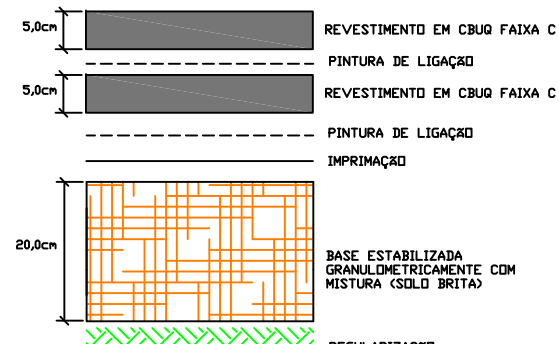 5,0cm
REVESTIMENTO EM CBUQ FAIXA C
PINTURA DE LIGAÇÃO
5,0cm
REVESTIMENTO EM CBUQ FAIXA C
PINTURA DE LIGAÇÃO
IMPRIMAÇÃO
20,0cm
BASE ESTABILIZADA
GRANULOMETRICAMENTE COM
MISTURA (SOLO BRITA)